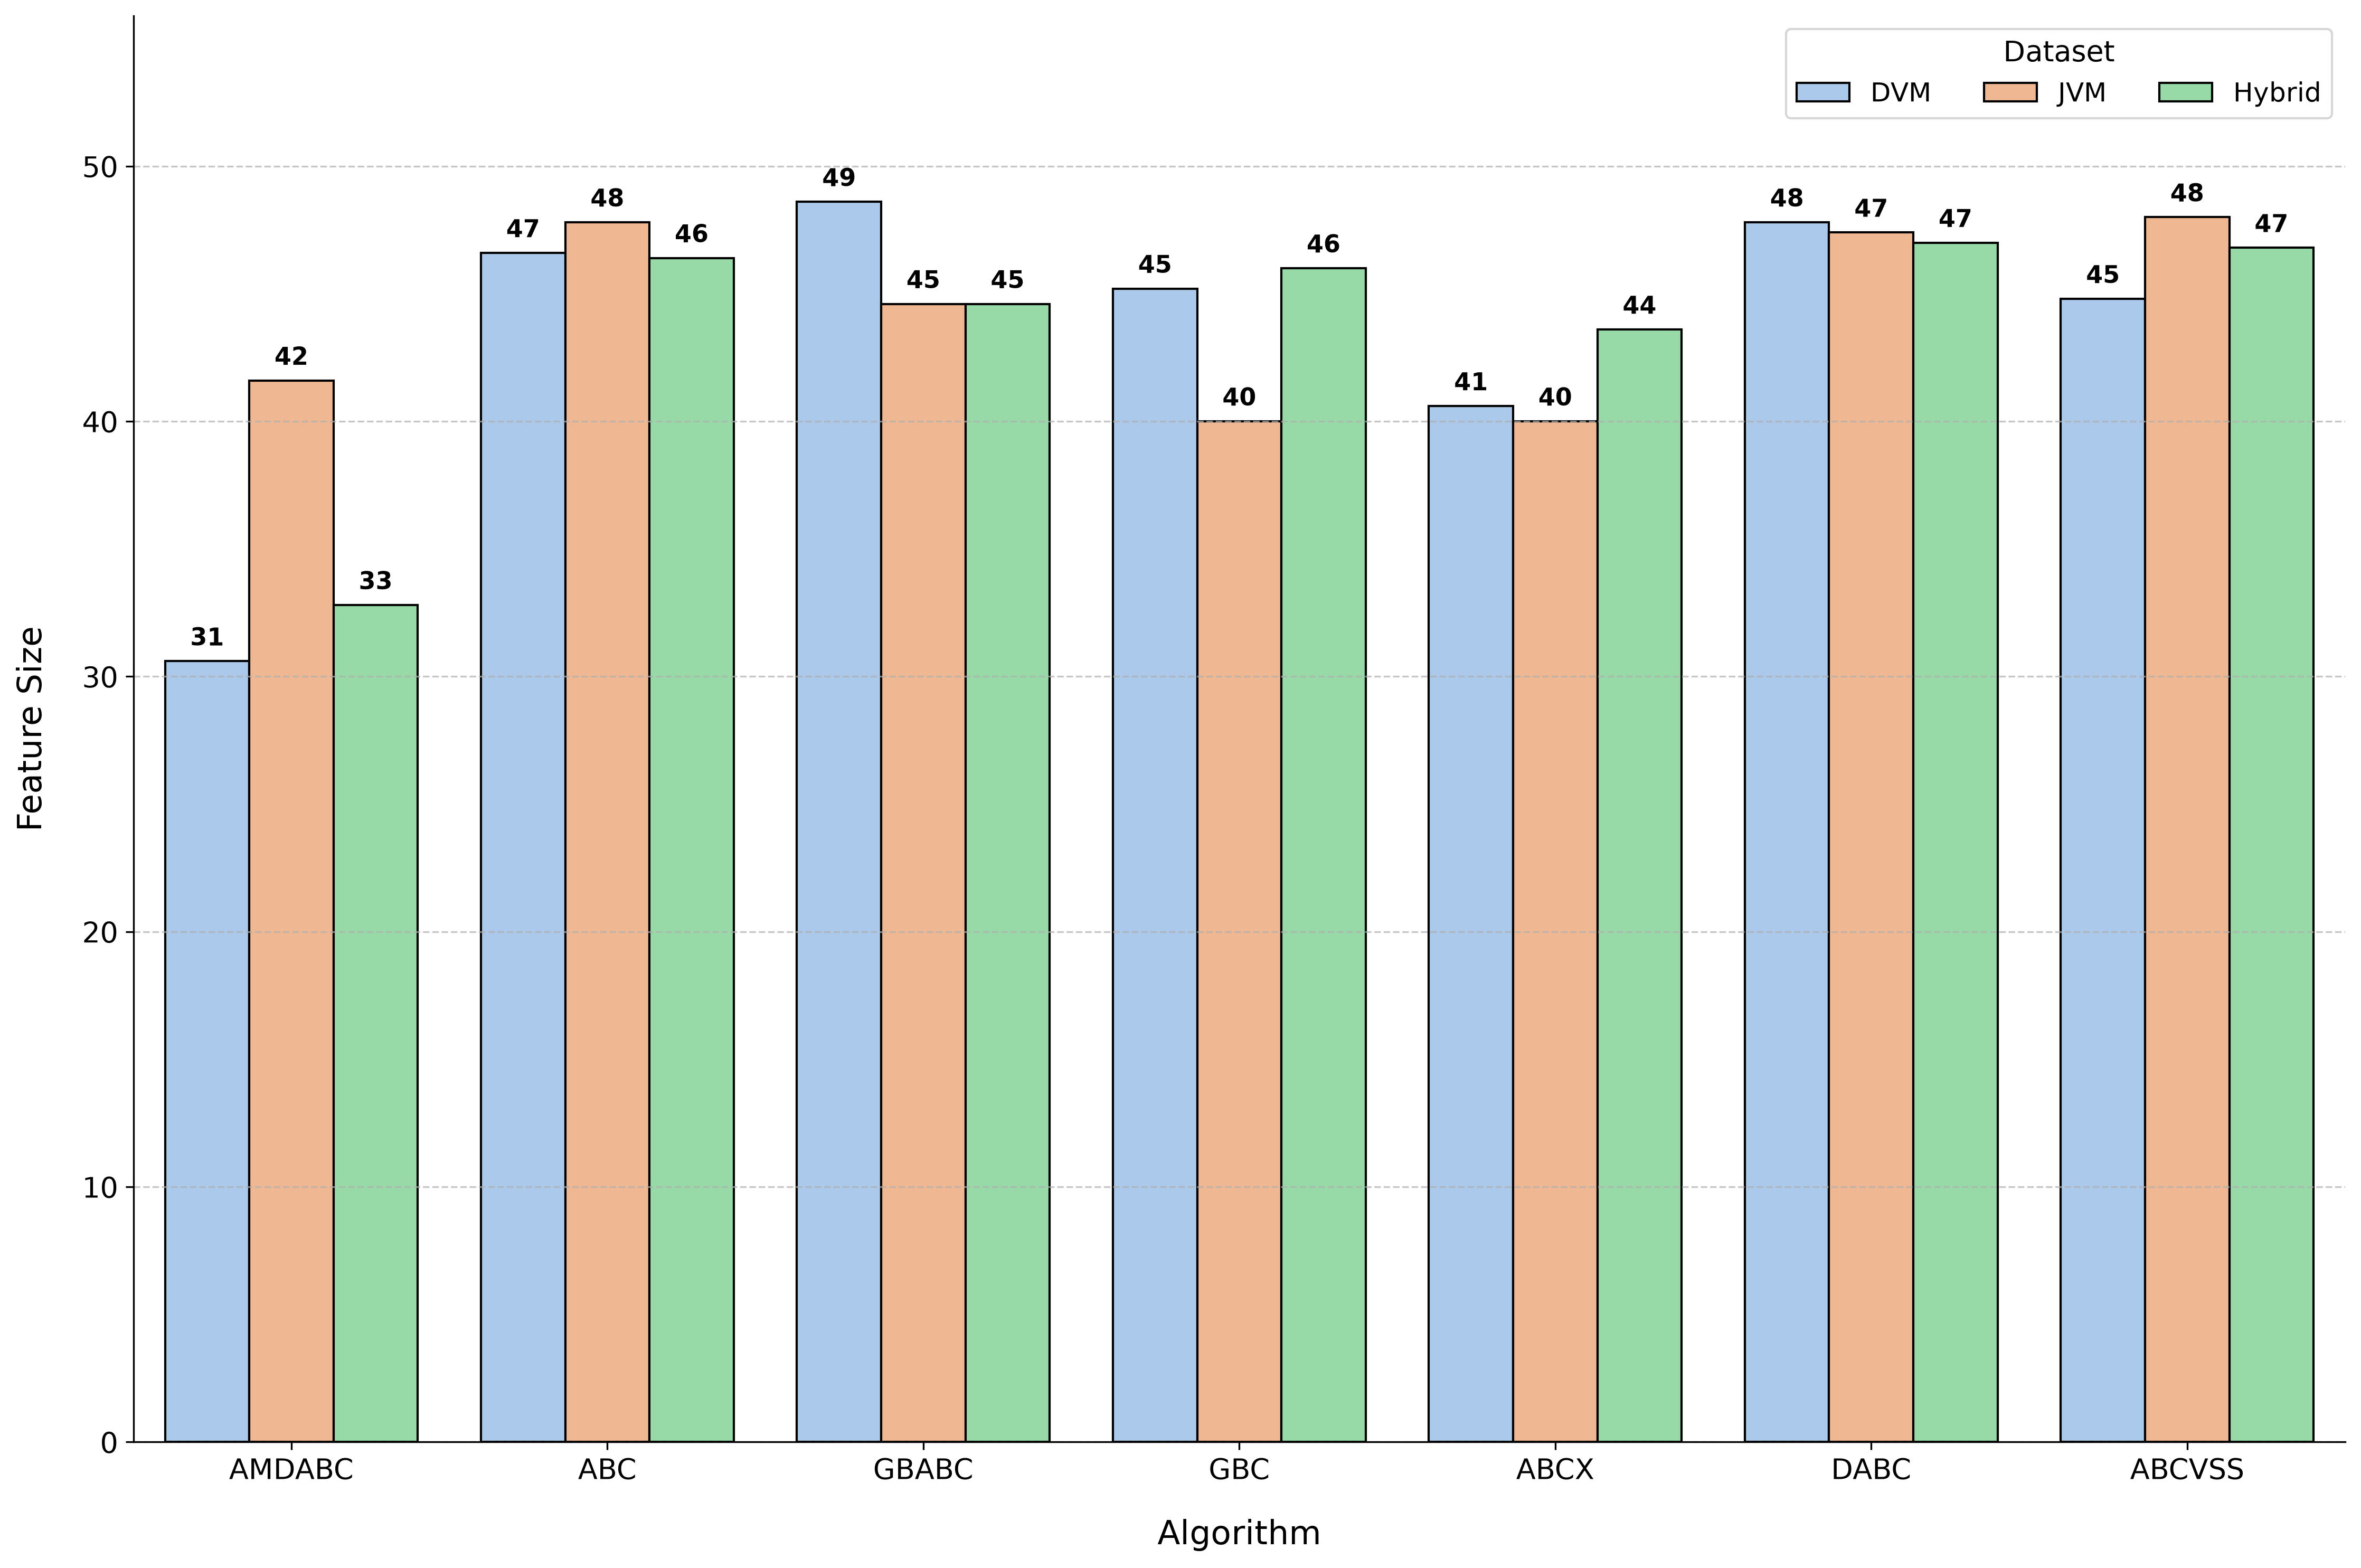 Dataset
DVM JVM Hybrid
50
40
30
20
10
0
Feature Size
31 42 33
47 48 46
49 45 45
45 40 46
41 40 44
48 47 47
45 48 47
AMDABC ABC GBABC GBC ABCX DABC ABCVSS
Algorithm